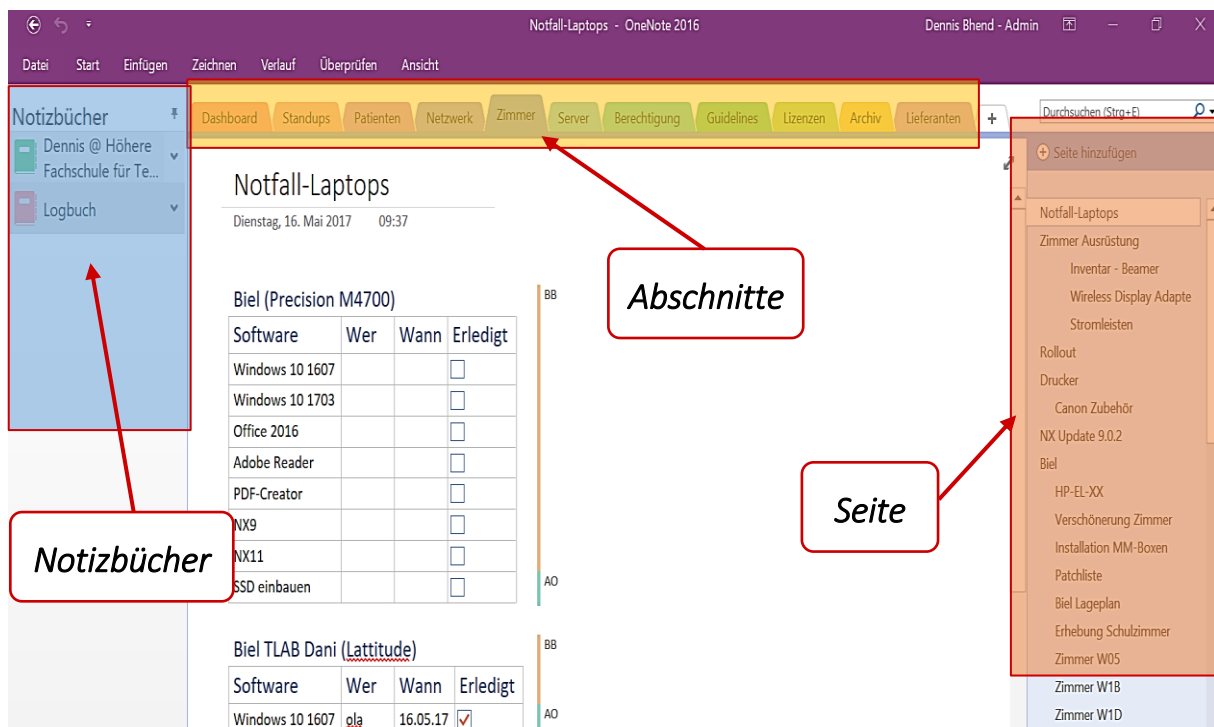 Notfall-Laptops - OneNote 2016
Dennis Bhend - Admin
Datei Start Einfügen Zeichnen Verlauf Überprüfen Ansicht
Notizbücher
Dennis @ Höhere
Fachschule für Te...
Logbuch
Dashboard Standups Patienten Netzwerk Zimmer Server Berechtigung Guidelines Lizenzen Archiv Lieferanten +
Durchsuchen (Strg+E)
Notfall-Laptops
Dienstag, 16. Mai 2017 09:37
Biel (Precision M4700)
BB
Software Wer Wann Erledigt
Windows 10 1607
Windows 10 1703
Office 2016
Adobe Reader
PDF-Creator
NX9
NX11
SSD einbauen
AO
Biel TLAB Dani (Lattitude)
BB
Software Wer Wann Erledigt
Windows 10 1607 ola 16.05.17
AO
Abschnitte
Seite
Notizbücher
Seite hinzufügen
Notfall-Laptops
Zimmer Ausrüstung
Inventar - Beamer
Wireless Display Adapte
Stromleisten
Rollout
Drucker
Canon Zubehör
NX Update 9.0.2
Biel
HP-EL-XX
Verschönerung Zimmer
Installation MM-Boxen
Patchliste
Biel Lageplan
Erhebung Schulzimmer
Zimmer W05
Zimmer W1B
Zimmer W1D